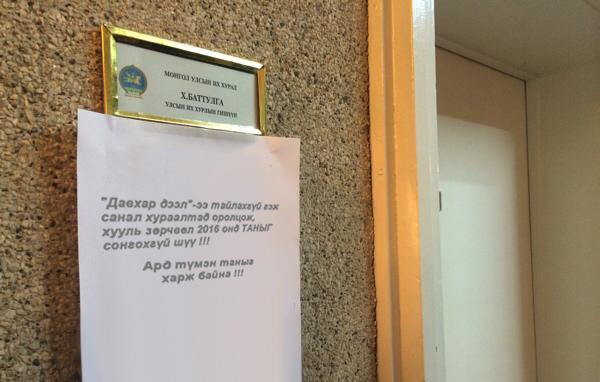 МОНГОЛ УЛСЫН ИХ ХУРАЛ
Х.БАТТУЛГА
УЛСЫН ИХ ХУРЛЫН ГИШҮҮН
"Давхар дээл"-ээ тайлахгүй гэж
санал хураалтад оролцож,
хууль зөрчвөл 2016 онд ТАНЫГ
сонгохгүй шүү !!!
Ард түмэн таныг
харж байна !!!